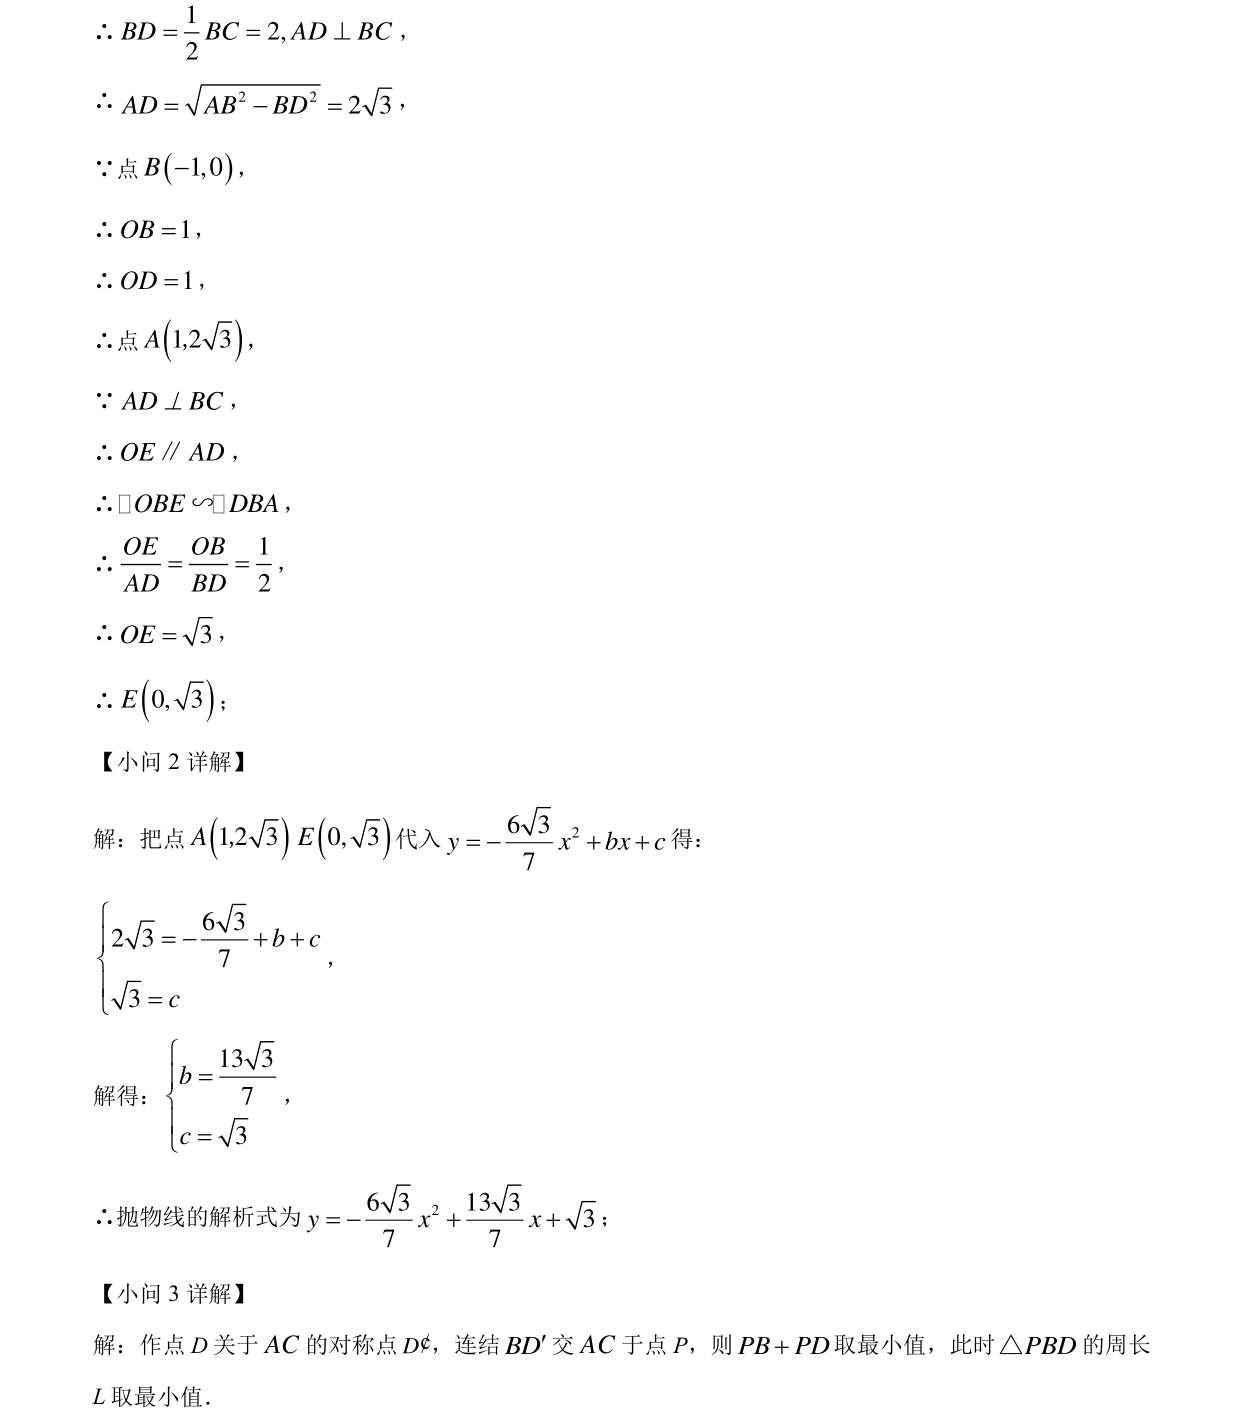 ∴ BD = 1/2 BC = 2, AD ⊥ BC，
∴ AD = √(AB² − BD²) = 2√3，
∵点 B(−1,0)，
∴ OB = 1，
∴ OD = 1，
∴点 A(1,2√3)，
∵ AD ⊥ BC，
∴ OE ∥ AD，
∴ □OBE ∽ □DBA，
∴ OE/AD = OB/BD = 1/2，
∴ OE = √3，
∴ E(0,√3)；
【小问 2 详解】
解：把点 A(1,2√3) E(0,√3) 代入 y = −6√3/7 x² + bx + c 得：
{2√3 = −6√3/7 + b + c
√3 = c，
解得：{b = 13√3/7
c = √3，
∴抛物线的解析式为 y = −6√3/7 x² + 13√3/7 x + √3；
【小问 3 详解】
解：作点 D 关于 AC 的对称点 D¢，连结 BD′ 交 AC 于点 P，则 PB + PD 取最小值，此时 △PBD 的周长
L 取最小值．